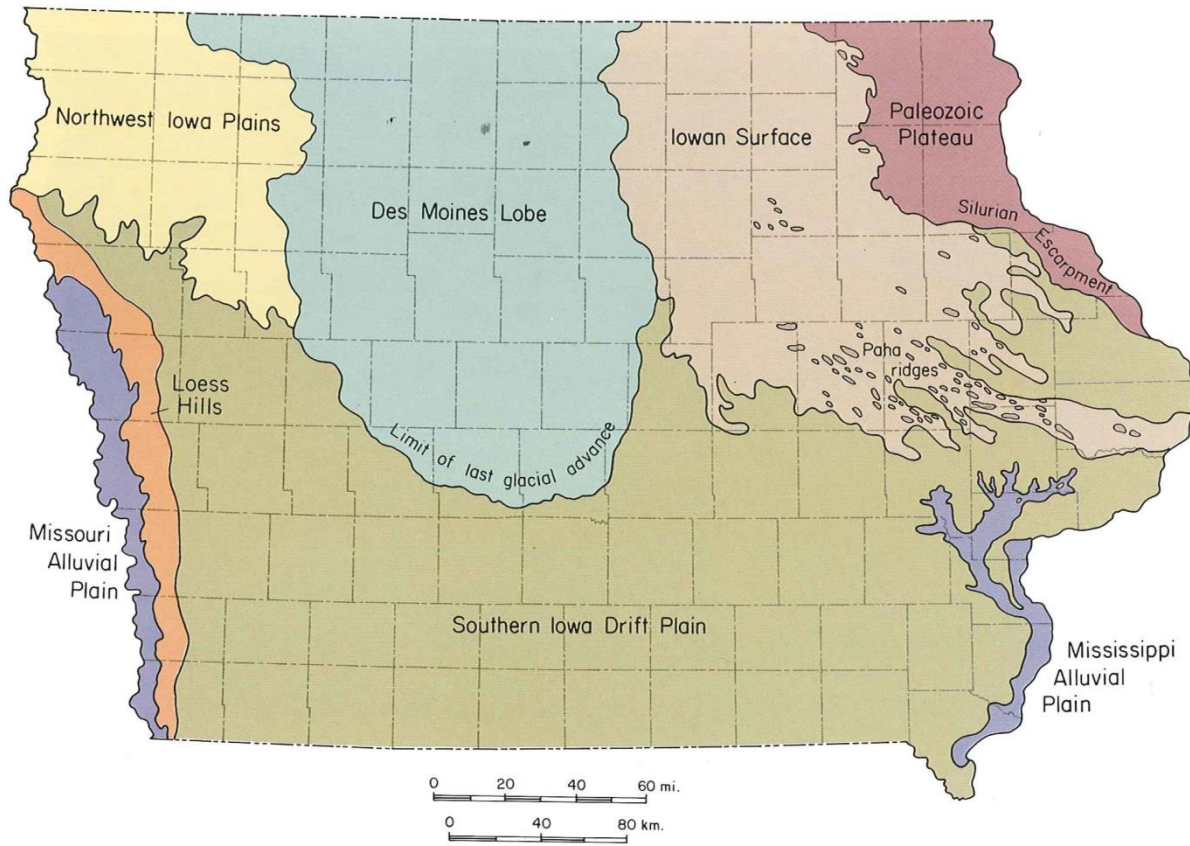 Northwest Iowa Plains
Des Moines Lobe
Iowan Surface
Paleozoic
Plateau
Silurian
Escarpment
Paha
ridges
Loess
Hills
Limit of last glacial advance
Missouri
Alluvial
Plain
Southern Iowa Drift Plain
Mississippi
Alluvial
Plain
0 20 40 60 mi.
0 40 80 km.